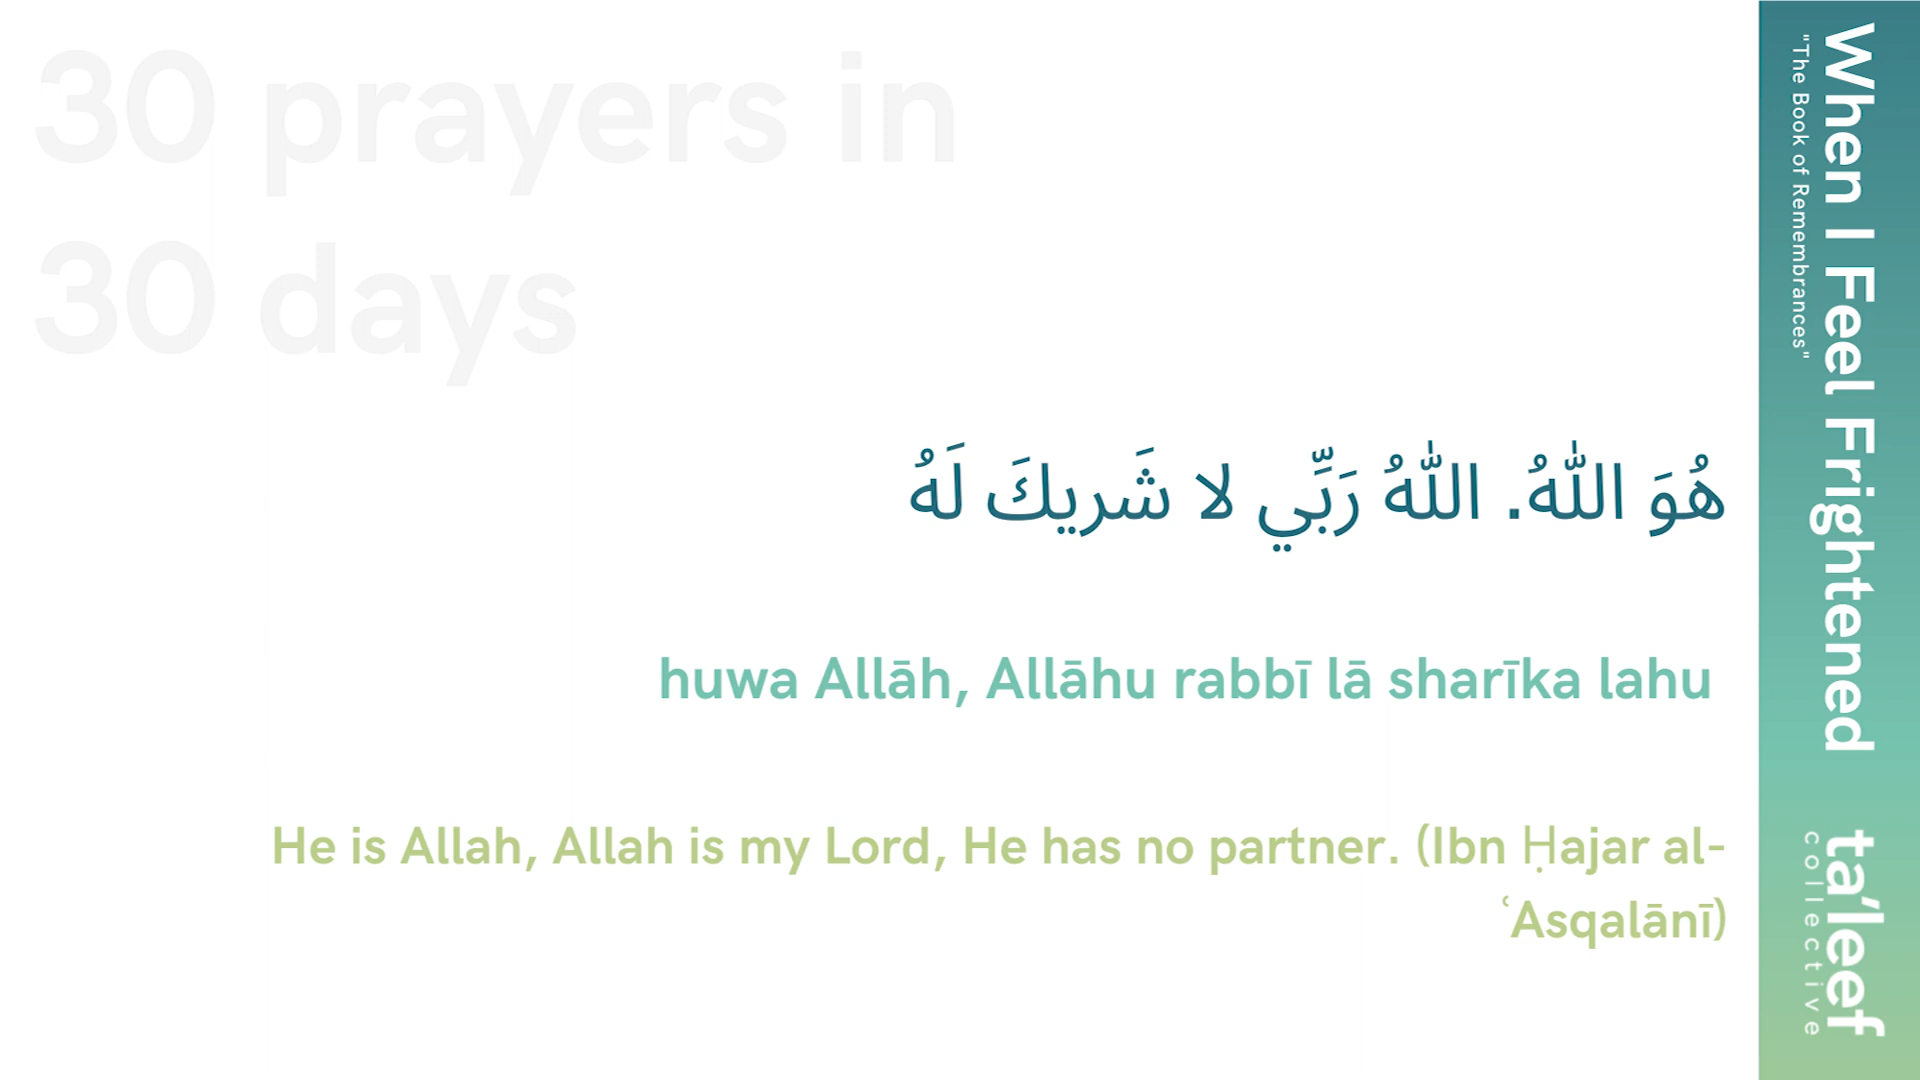 30 prayers in
30 days
هُوَ اللّٰهُ. اللّٰهُ رَبِّي لا شَريكَ لَهُ
huwa Allāh, Allāhu rabbī lā sharīka lahu
He is Allah, Allah is my Lord, He has no partner. (Ibn Ḥajar al-
ʿAsqalānī)
When I Feel Frightened
"The Book of Remembrances"
ta'leef
collective